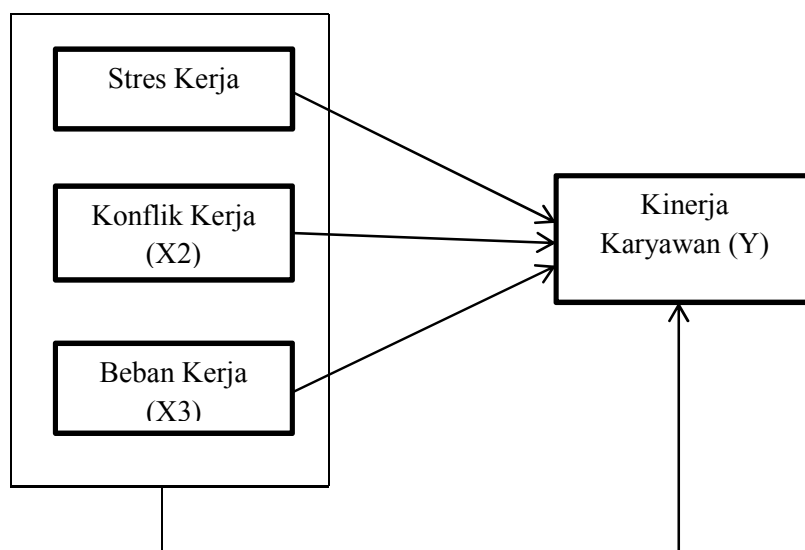 Stres Kerja
Konflik Kerja
(X2)
Beban Kerja
(X3)
Kinerja
Karyawan (Y)